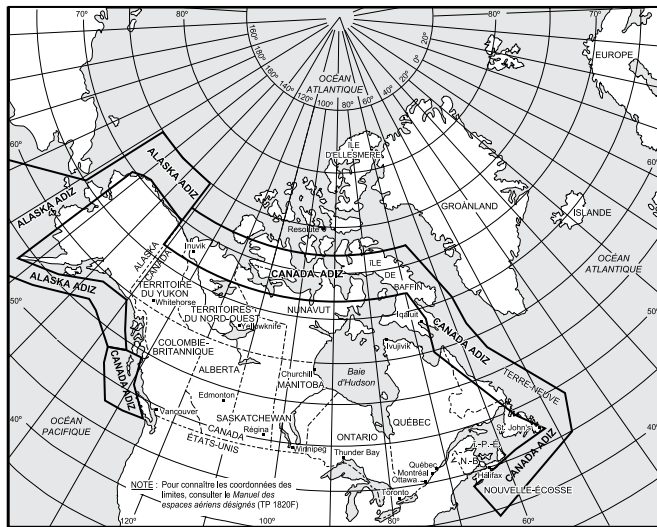 80°
80°
70°
70°
60°
60°
50°
50°
40°
40°
160°
180°
160°
140°
120°
100°
80°
60°
40°
20°
0°
20°
OCÉAN
ATLANTIQUE
EUROPE
ÎLE
D'ELLESMERE
GROANLAND
ISLANDE
OCÉAN
ATLANTIQUE
ALASKA ADIZ
ALASKA ADIZ
ALASKA ADIZ
ALASKA
CANADA
Inuvik
Resolute
CANADA ADIZ
ÎLE
DE
BAFFIN
TERRITOIRE
DU YUKON
Whitehorse
TERRITOIRES
DU NORD-OUEST
Yellowknife
NUNAVUT
Iqaluit
CANADA ADIZ
Ivujivik
COLOMBIE-
BRITANNIQUE
CANADA ADIZ
ALBERTA
Churchill
MANITOBA
Baie
d'Hudson
TERRE-NEUVE
Edmonton
SASKATCHEWAN
Régina
OCÉAN
PACIFIQUE
Vancouver
CANADA
ÉTATS-UNIS
Winnipeg
ONTARIO
Thunder Bay
QUÉBEC
St. John's
Î.-P.-É.
N.-B.
CANADA ADIZ
Halifax
NOUVELLE-ÉCOSSE
Québec
Montréal
Ottawa
Toronto
NOTE : Pour connaître les coordonnées des
limites, consulter le Manuel des
espaces aériens désignés (TP 1820F)
120°
100°
80°
60°